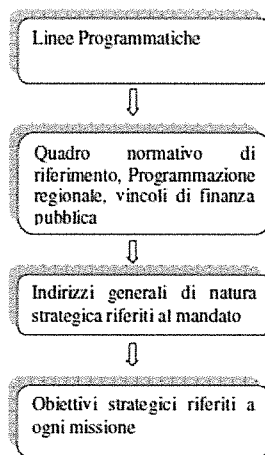 Linee Programmatiche
Quadro normativo di
riferimento, Programmazione
regionale, vincoli di finanza
pubblica
Indirizzi generali di natura
strategica riferiti al mandato
Obiettivi strategici riferiti a
ogni missione